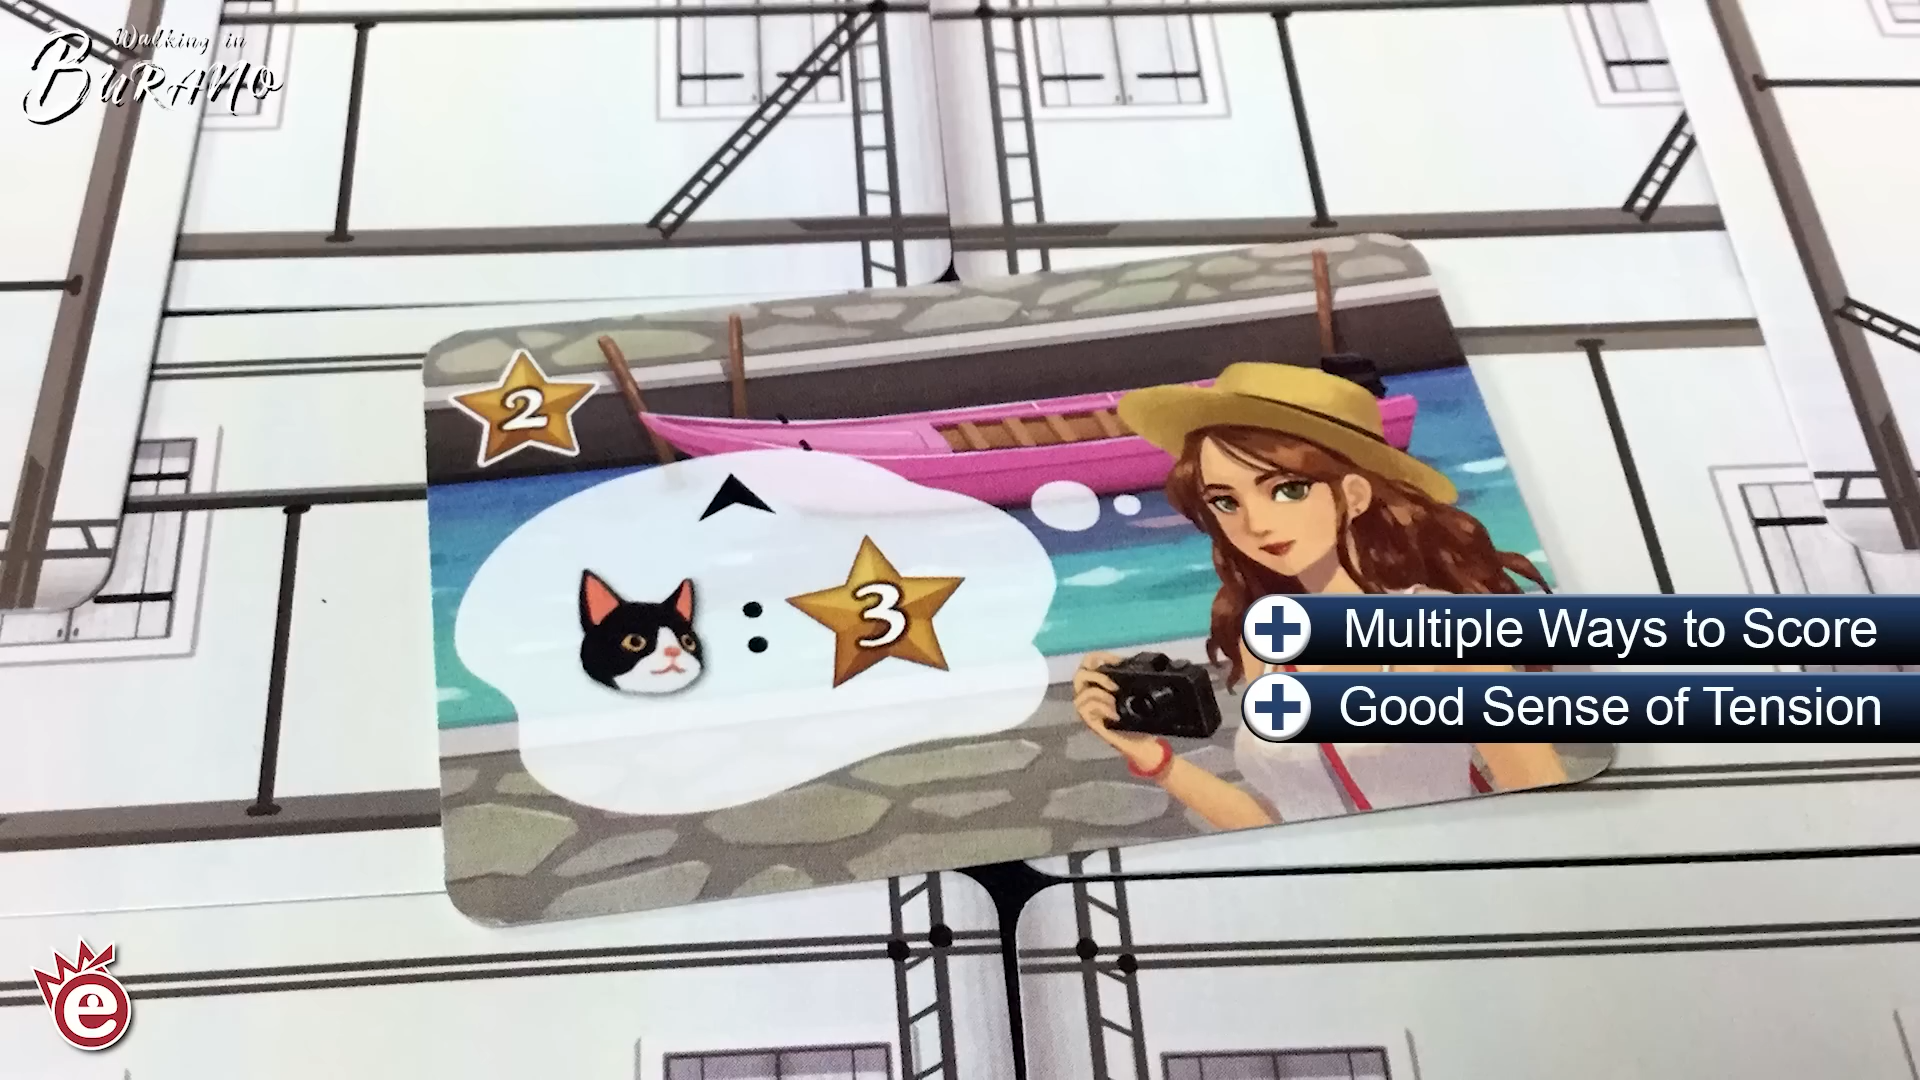 Walking in
BURANO
2
: 3
+ Multiple Ways to Score
+ Good Sense of Tension
e